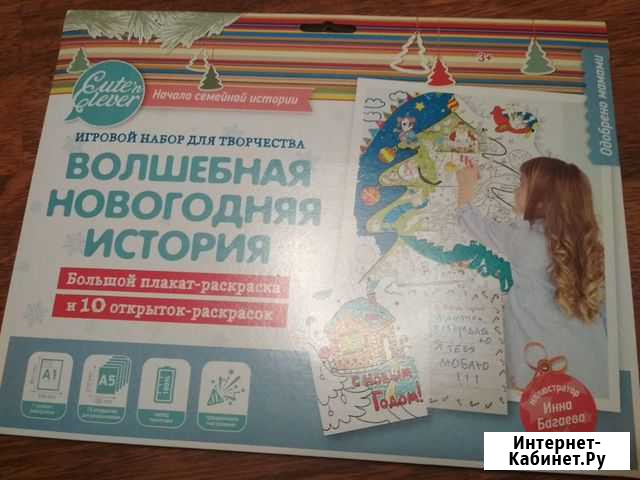 Cute'n
Clever
Начало семейной истории
3+
Одобрено мамами
ИГРОВОЙ НАБОР ДЛЯ ТВОРЧЕСТВА
ВОЛШЕБНАЯ
НОВОГОДНЯЯ
ИСТОРИЯ
Большой плакат-раскраска
и 10 открыток-раскрасок
A1
A5
С НОВЫМ
ГОДОМ!
Я ТЕБЯ
ЛЮБЛЮ
!!!
Иллюстратор
Инна
Багаева
Интернет-
Кабинет.Ру